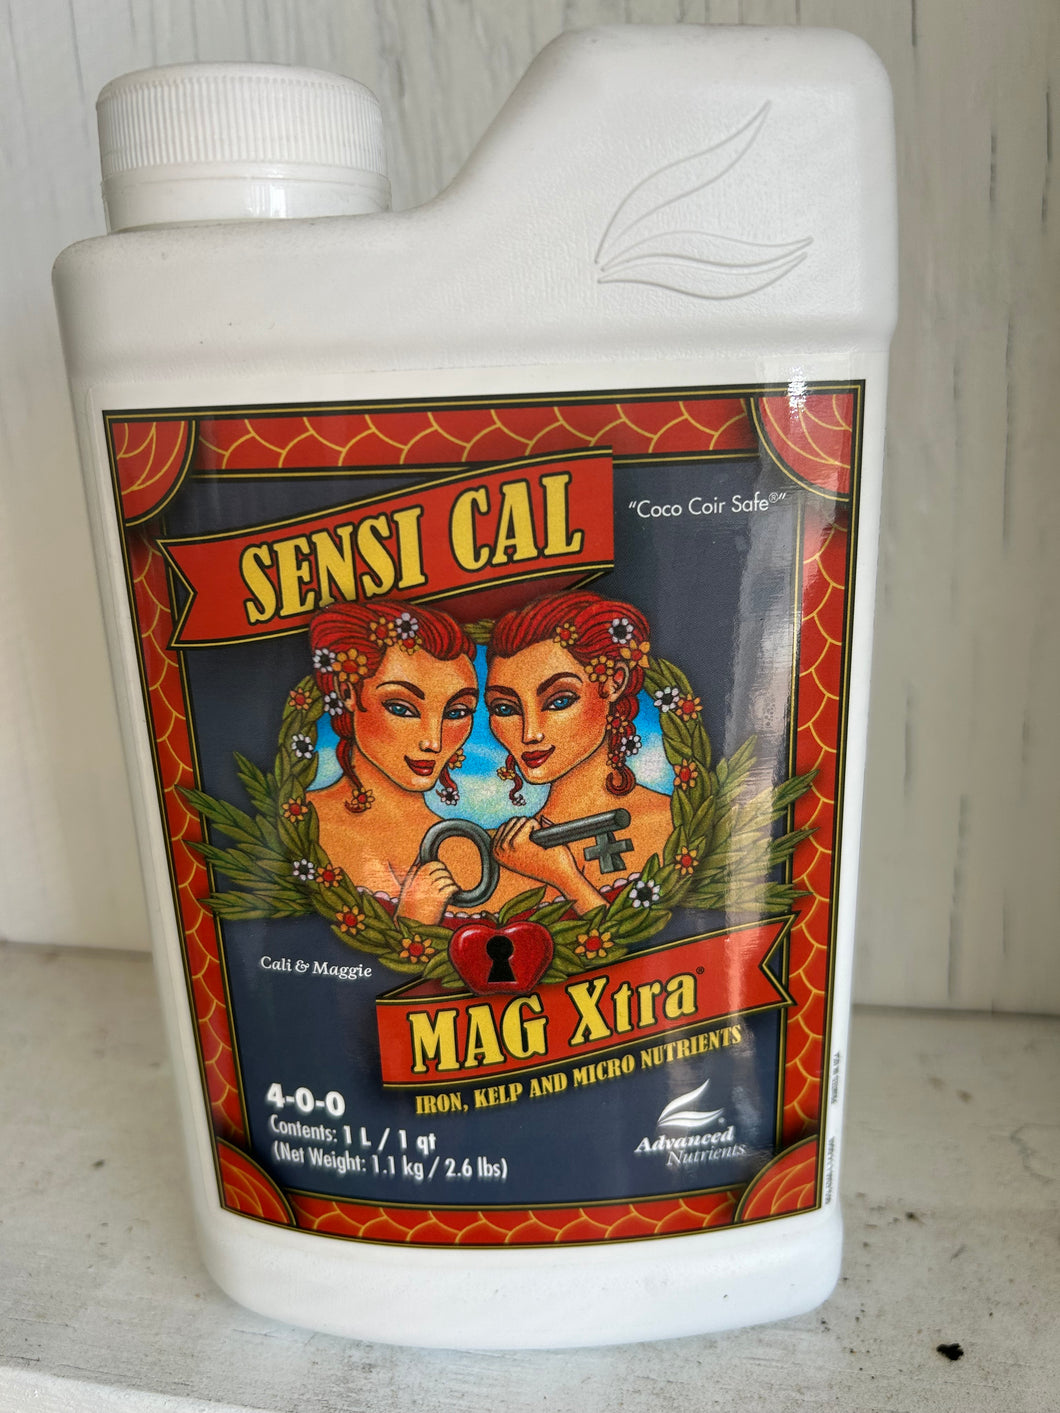 SENSI CAL
"Coco Coir Safe®"
Cali & Maggie
MAG Xtra®
IRON, KELP AND MICRO NUTRIENTS
4-0-0
Contents: 1 L / 1 qt
(Net Weight: 1.1 kg / 2.6 lbs)
Advanced
Nutrients